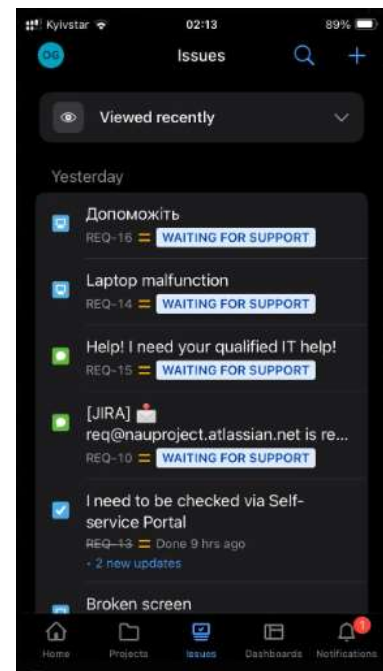 Kyivstar 02:13 89%
OG Issues
Viewed recently
Yesterday
Допоможіть
REQ-16 WAITING FOR SUPPORT
Laptop malfunction
REQ-14 WAITING FOR SUPPORT
Help! I need your qualified IT help!
REQ-15 WAITING FOR SUPPORT
[JIRA] 📩
req@nauproject.atlassian.net is re...
REQ-10 WAITING FOR SUPPORT
I need to be checked via Self-
service Portal
REQ-13 Done 9 hrs ago
• 2 new updates
Broken screen
1
Home Projects Issues Dashboards Notifications